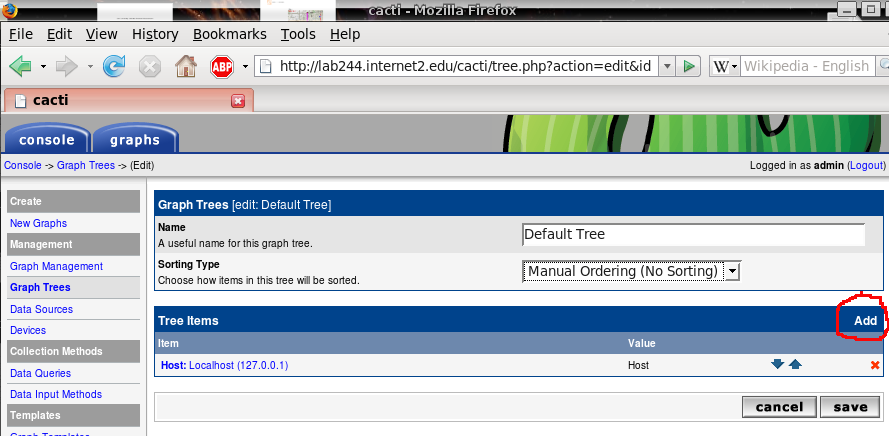 cacti - Mozilla Firefox
File Edit View History Bookmarks Tools Help
ABP http://lab244.internet2.edu/cacti/tree.php?action=edit&id W Wikipedia - English
cacti
console graphs
Console -> Graph Trees -> (Edit) Logged in as admin (Logout)
Create
New Graphs
Management
Graph Management
Graph Trees
Data Sources
Devices
Collection Methods
Data Queries
Data Input Methods
Templates
Graph Templates
Graph Trees [edit: Default Tree]
Name
A useful name for this graph tree.
Default Tree
Sorting Type
Choose how items in this tree will be sorted.
Manual Ordering (No Sorting)
Tree Items Add
Item Value
Host: Localhost (127.0.0.1) Host
cancel save